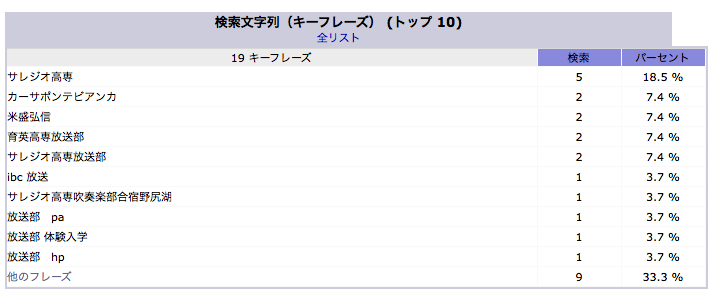 検索文字列（キーフレーズ） (トップ 10)
全リスト
19 キーフレーズ 検索 パーセント
サレジオ高専 5 18.5 %
カーサポンテビアンカ 2 7.4 %
米盛弘信 2 7.4 %
育英高専放送部 2 7.4 %
サレジオ高専放送部 2 7.4 %
ibc 放送 1 3.7 %
サレジオ高専吹奏楽部合宿野尻湖 1 3.7 %
放送部　pa 1 3.7 %
放送部 体験入学 1 3.7 %
放送部　hp 1 3.7 %
他のフレーズ 9 33.3 %